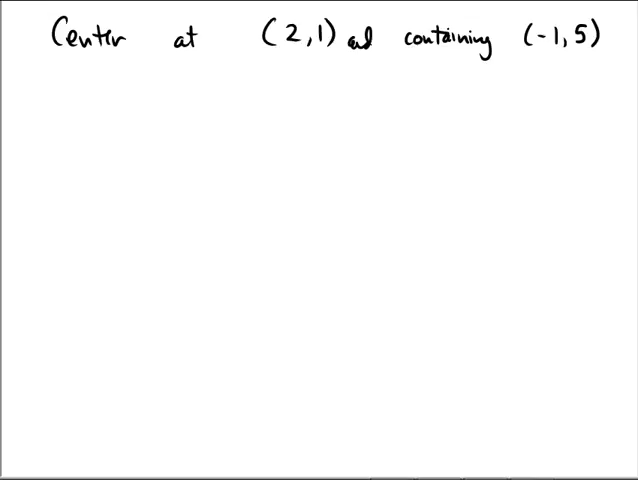 Center at (2,1) and containing (-1,5)